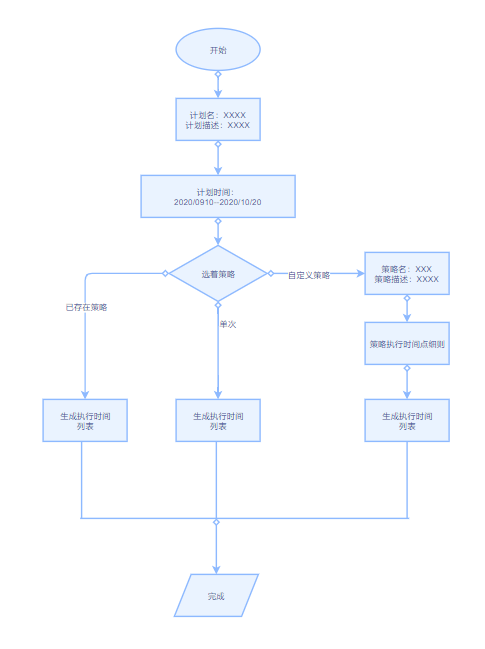 开始
计划名：XXXX
计划描述：XXXX
计划时间：
2020/0910--2020/10/20
选着策略
自定义策略
策略名：XXX
策略描述：XXXX
已存在策略
单次
策略执行时间点细则
生成执行时间
列表
生成执行时间
列表
生成执行时间
列表
完成